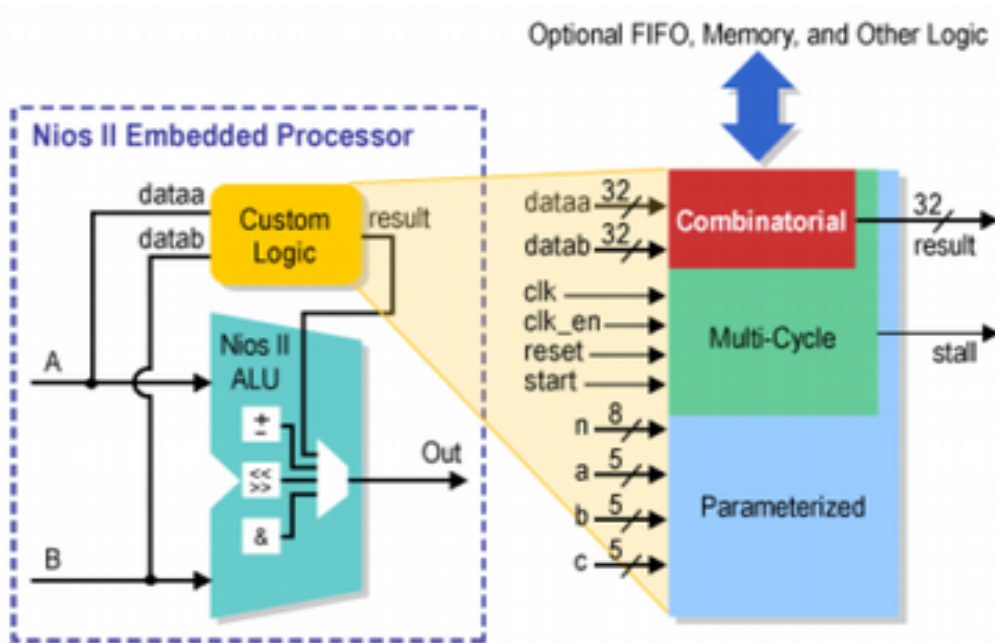 Optional FIFO, Memory, and Other Logic
Nios II Embedded Processor
dataa
datab
Custom
Logic
result
A
B
Nios II
ALU
+
-
<<
>>
&
Out
dataa
32
datab
32
clk
clk_en
reset
start
n
8
a
5
b
5
c
5
Combinatorial
Multi-Cycle
Parameterized
32
result
stall